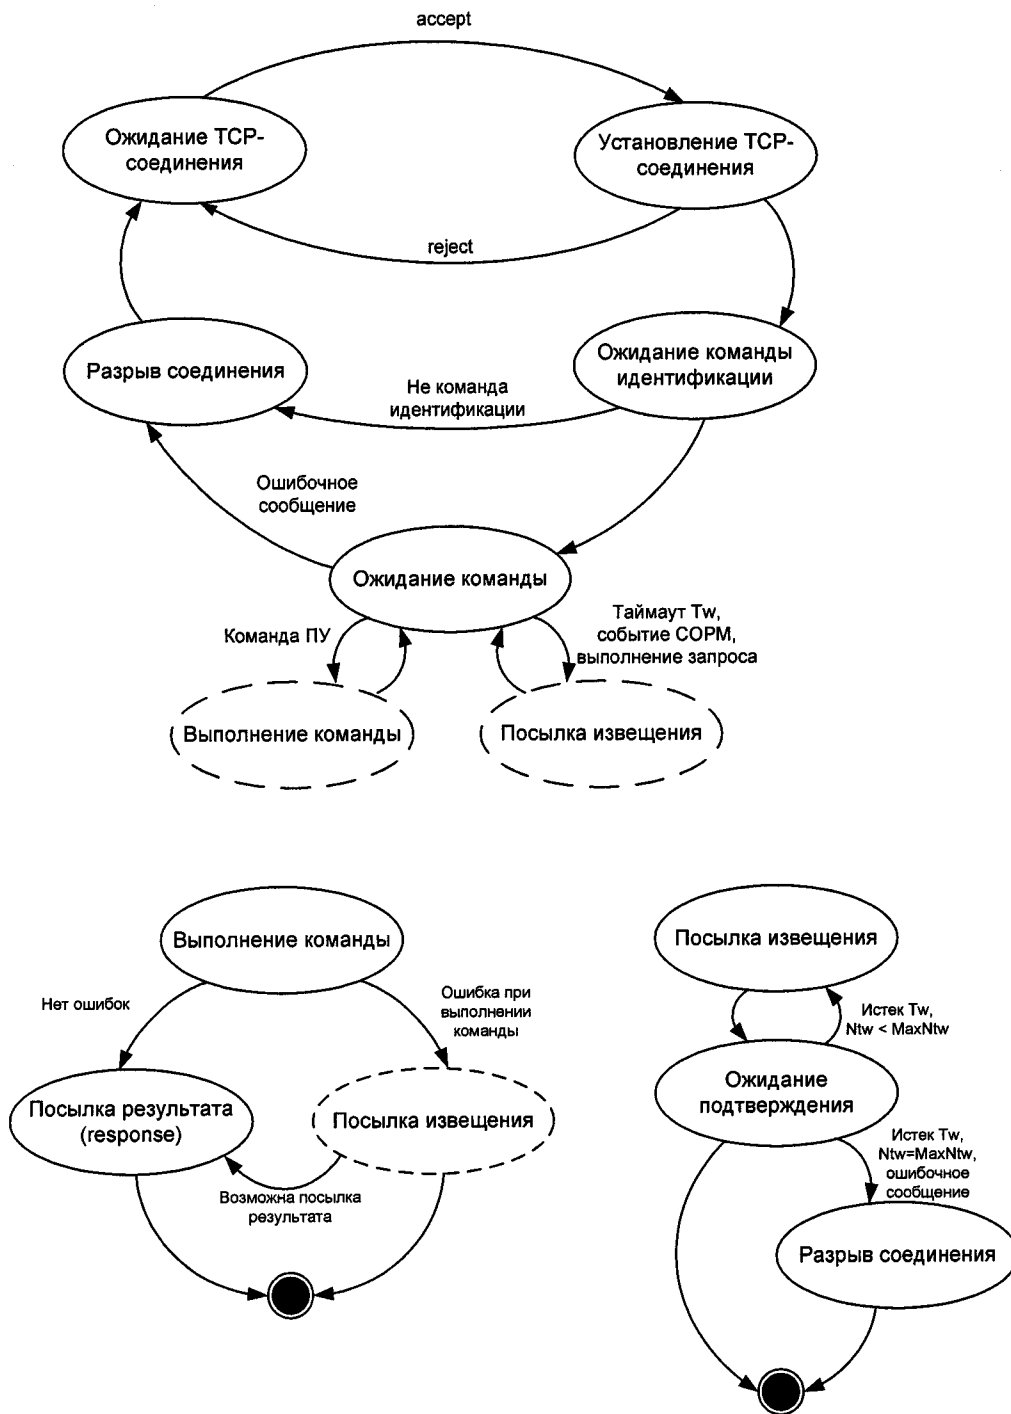 accept
Ожидание TCP-
соединения
Установление TCP-
соединения
reject
Разрыв соединения
Ожидание команды
идентификации
Не команда
идентификации
Ошибочное
сообщение
Ожидание команды
Команда ПУ
Таймаут Tw,
событие СОРМ,
выполнение запроса
Выполнение команды
Посылка извещения
Выполнение команды
Нет ошибок
Ошибка при
выполнении
команды
Посылка результата
(response)
Посылка извещения
Возможна посылка
результата
Посылка извещения
Истек Tw,
Ntw < MaxNtw
Ожидание
подтверждения
Истек Tw,
Ntw=MaxNtw,
ошибочное
сообщение
Разрыв соединения